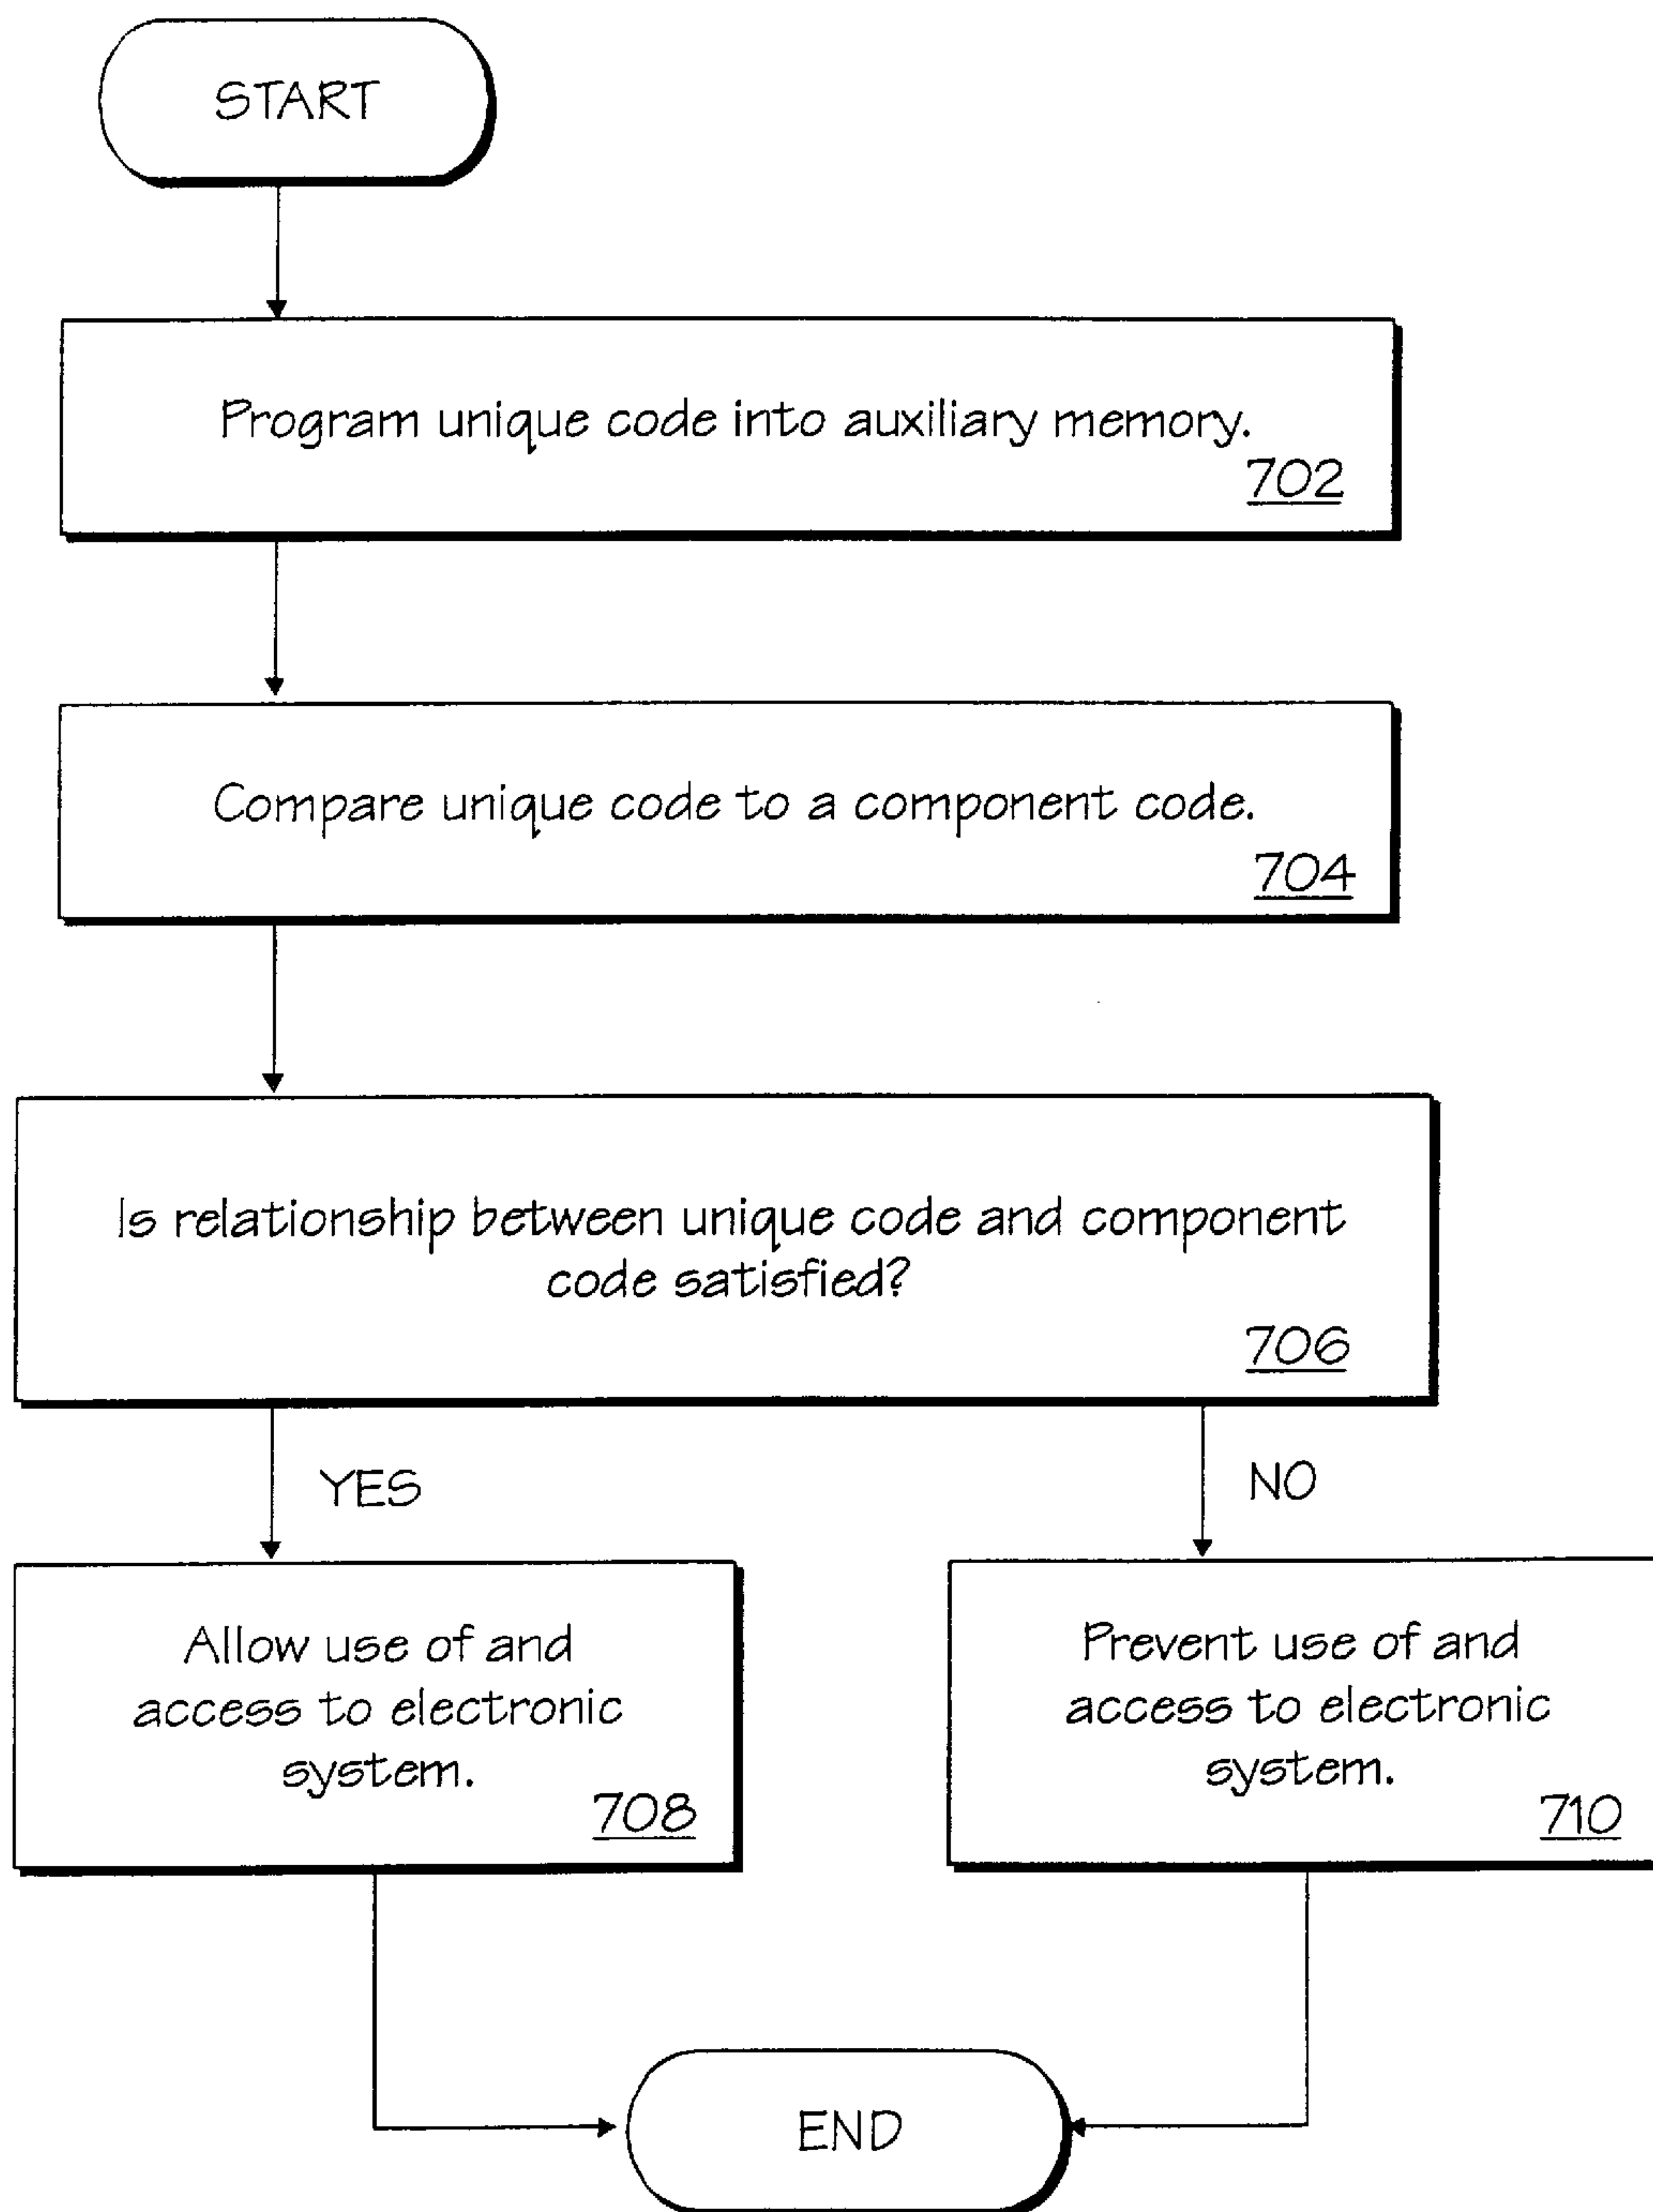 START
Program unique code into auxiliary memory.
702
Compare unique code to a component code.
704
Is relationship between unique code and component
code satisfied?
706
YES
NO
Allow use of and
access to electronic
system.
708
Prevent use of and
access to electronic
system.
710
END